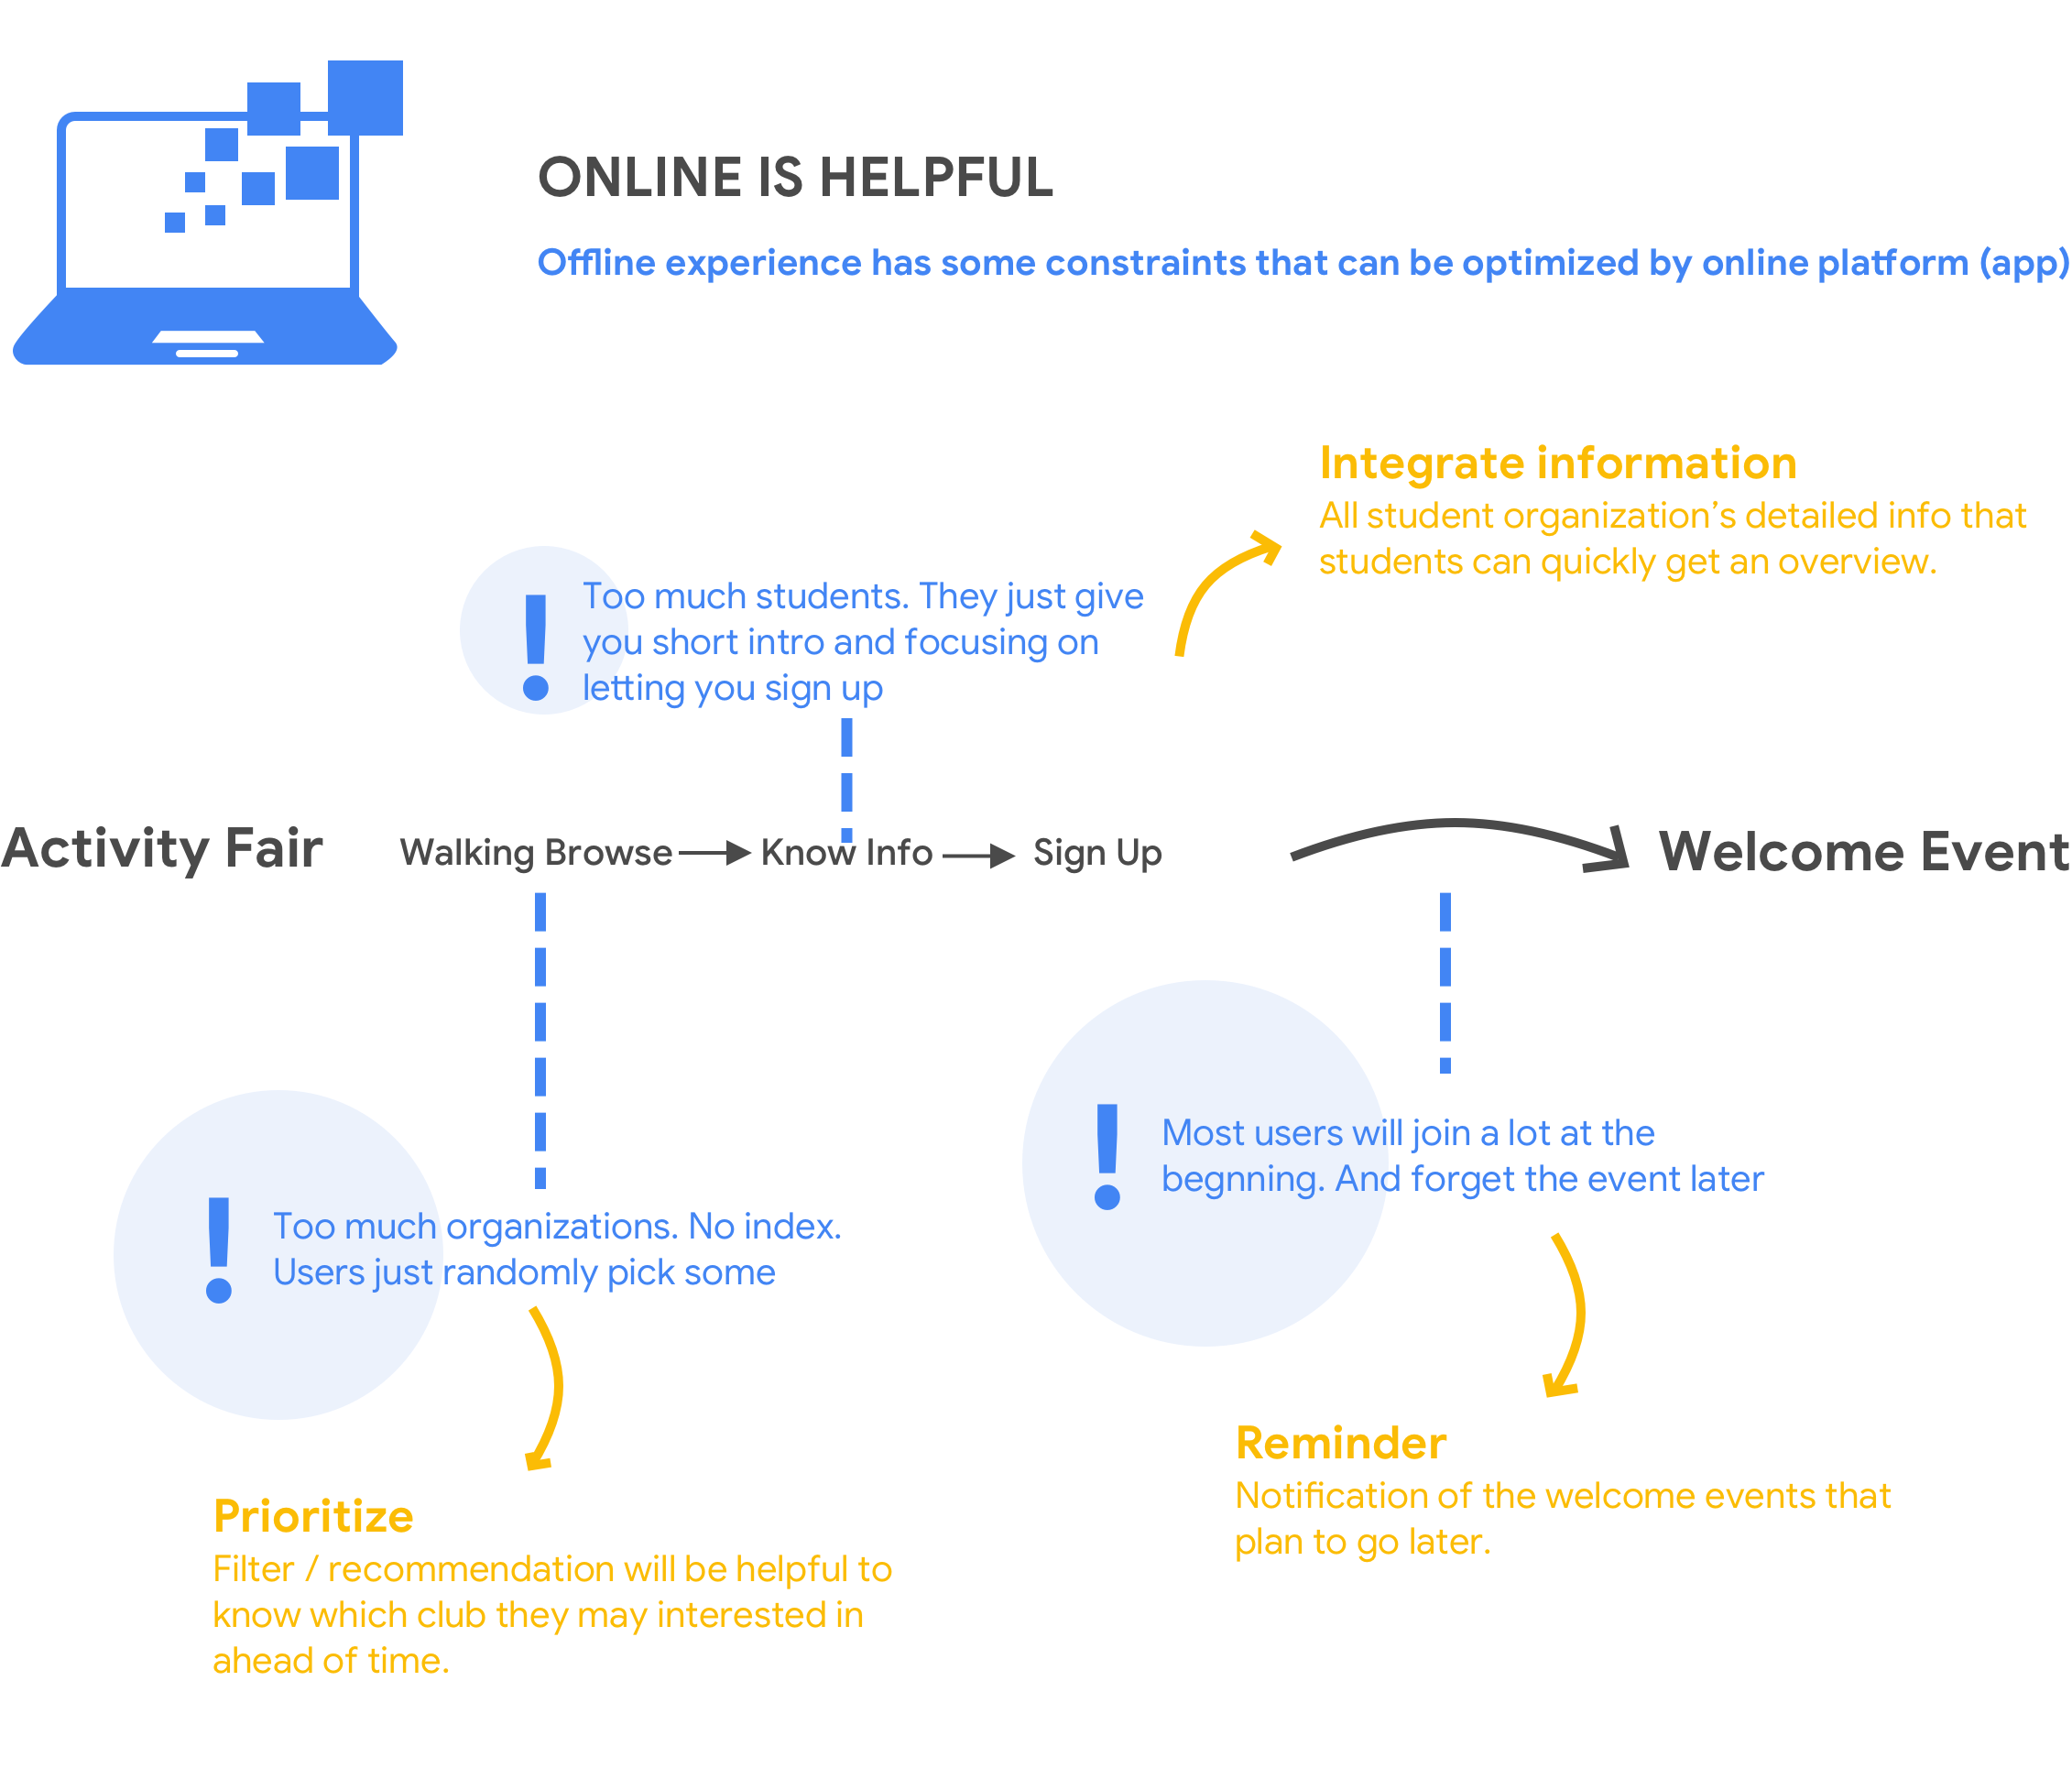 ONLINE IS HELPFUL
Offline experience has some constraints that can be optimized by online platform (app)
Integrate information
All student organization’s detailed info that
students can quickly get an overview.
!
Too much students. They just give
you short intro and focusing on
letting you sign up
Activity Fair
Walking Browse
Know Info
Sign Up
Welcome Event
!
Most users will join a lot at the
begnning. And forget the event later
!
Too much organizations. No index.
Users just randomly pick some
Reminder
Notification of the welcome events that
plan to go later.
Prioritize
Filter / recommendation will be helpful to
know which club they may interested in
ahead of time.